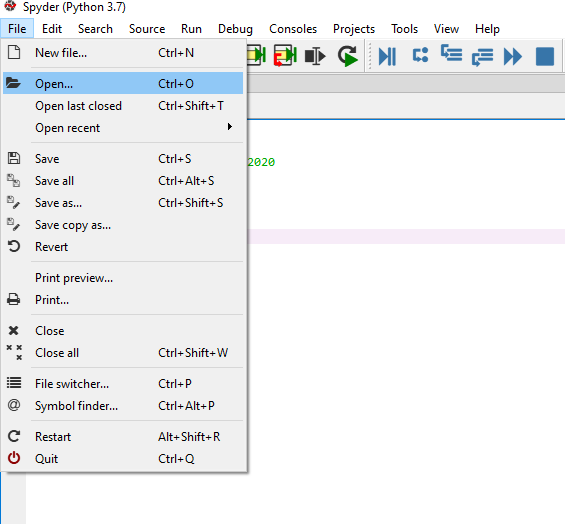 Spyder (Python 3.7)
File Edit Search Source Run Debug Consoles Projects Tools View Help
New file... Ctrl+N
Open... Ctrl+O
Open last closed Ctrl+Shift+T
Open recent
2020
Save Ctrl+S
Save all Ctrl+Alt+S
Save as... Ctrl+Shift+S
Save copy as...
Revert
Print preview...
Print...
Close
Close all Ctrl+Shift+W
File switcher... Ctrl+P
@ Symbol finder... Ctrl+Alt+P
Restart Alt+Shift+R
Quit Ctrl+Q